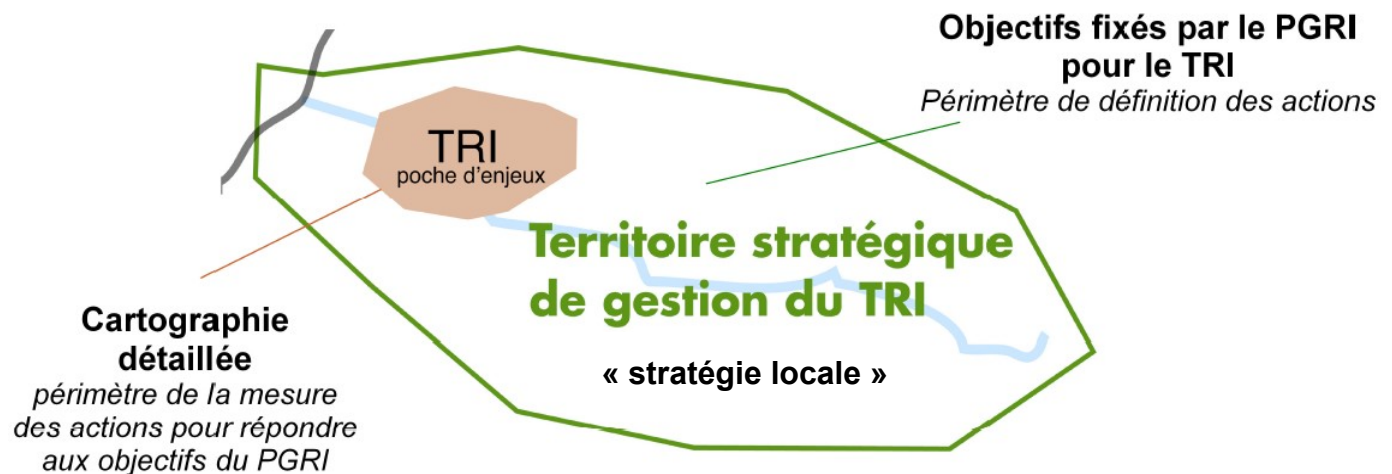 Objectifs fixés par le PGRI
pour le TRI
Périmètre de définition des actions
TRI
poche d'enjeux
Territoire stratégique
de gestion du TRI
« stratégie locale »
Cartographie
détaillée
périmètre de la mesure
des actions pour répondre
aux objectifs du PGRI